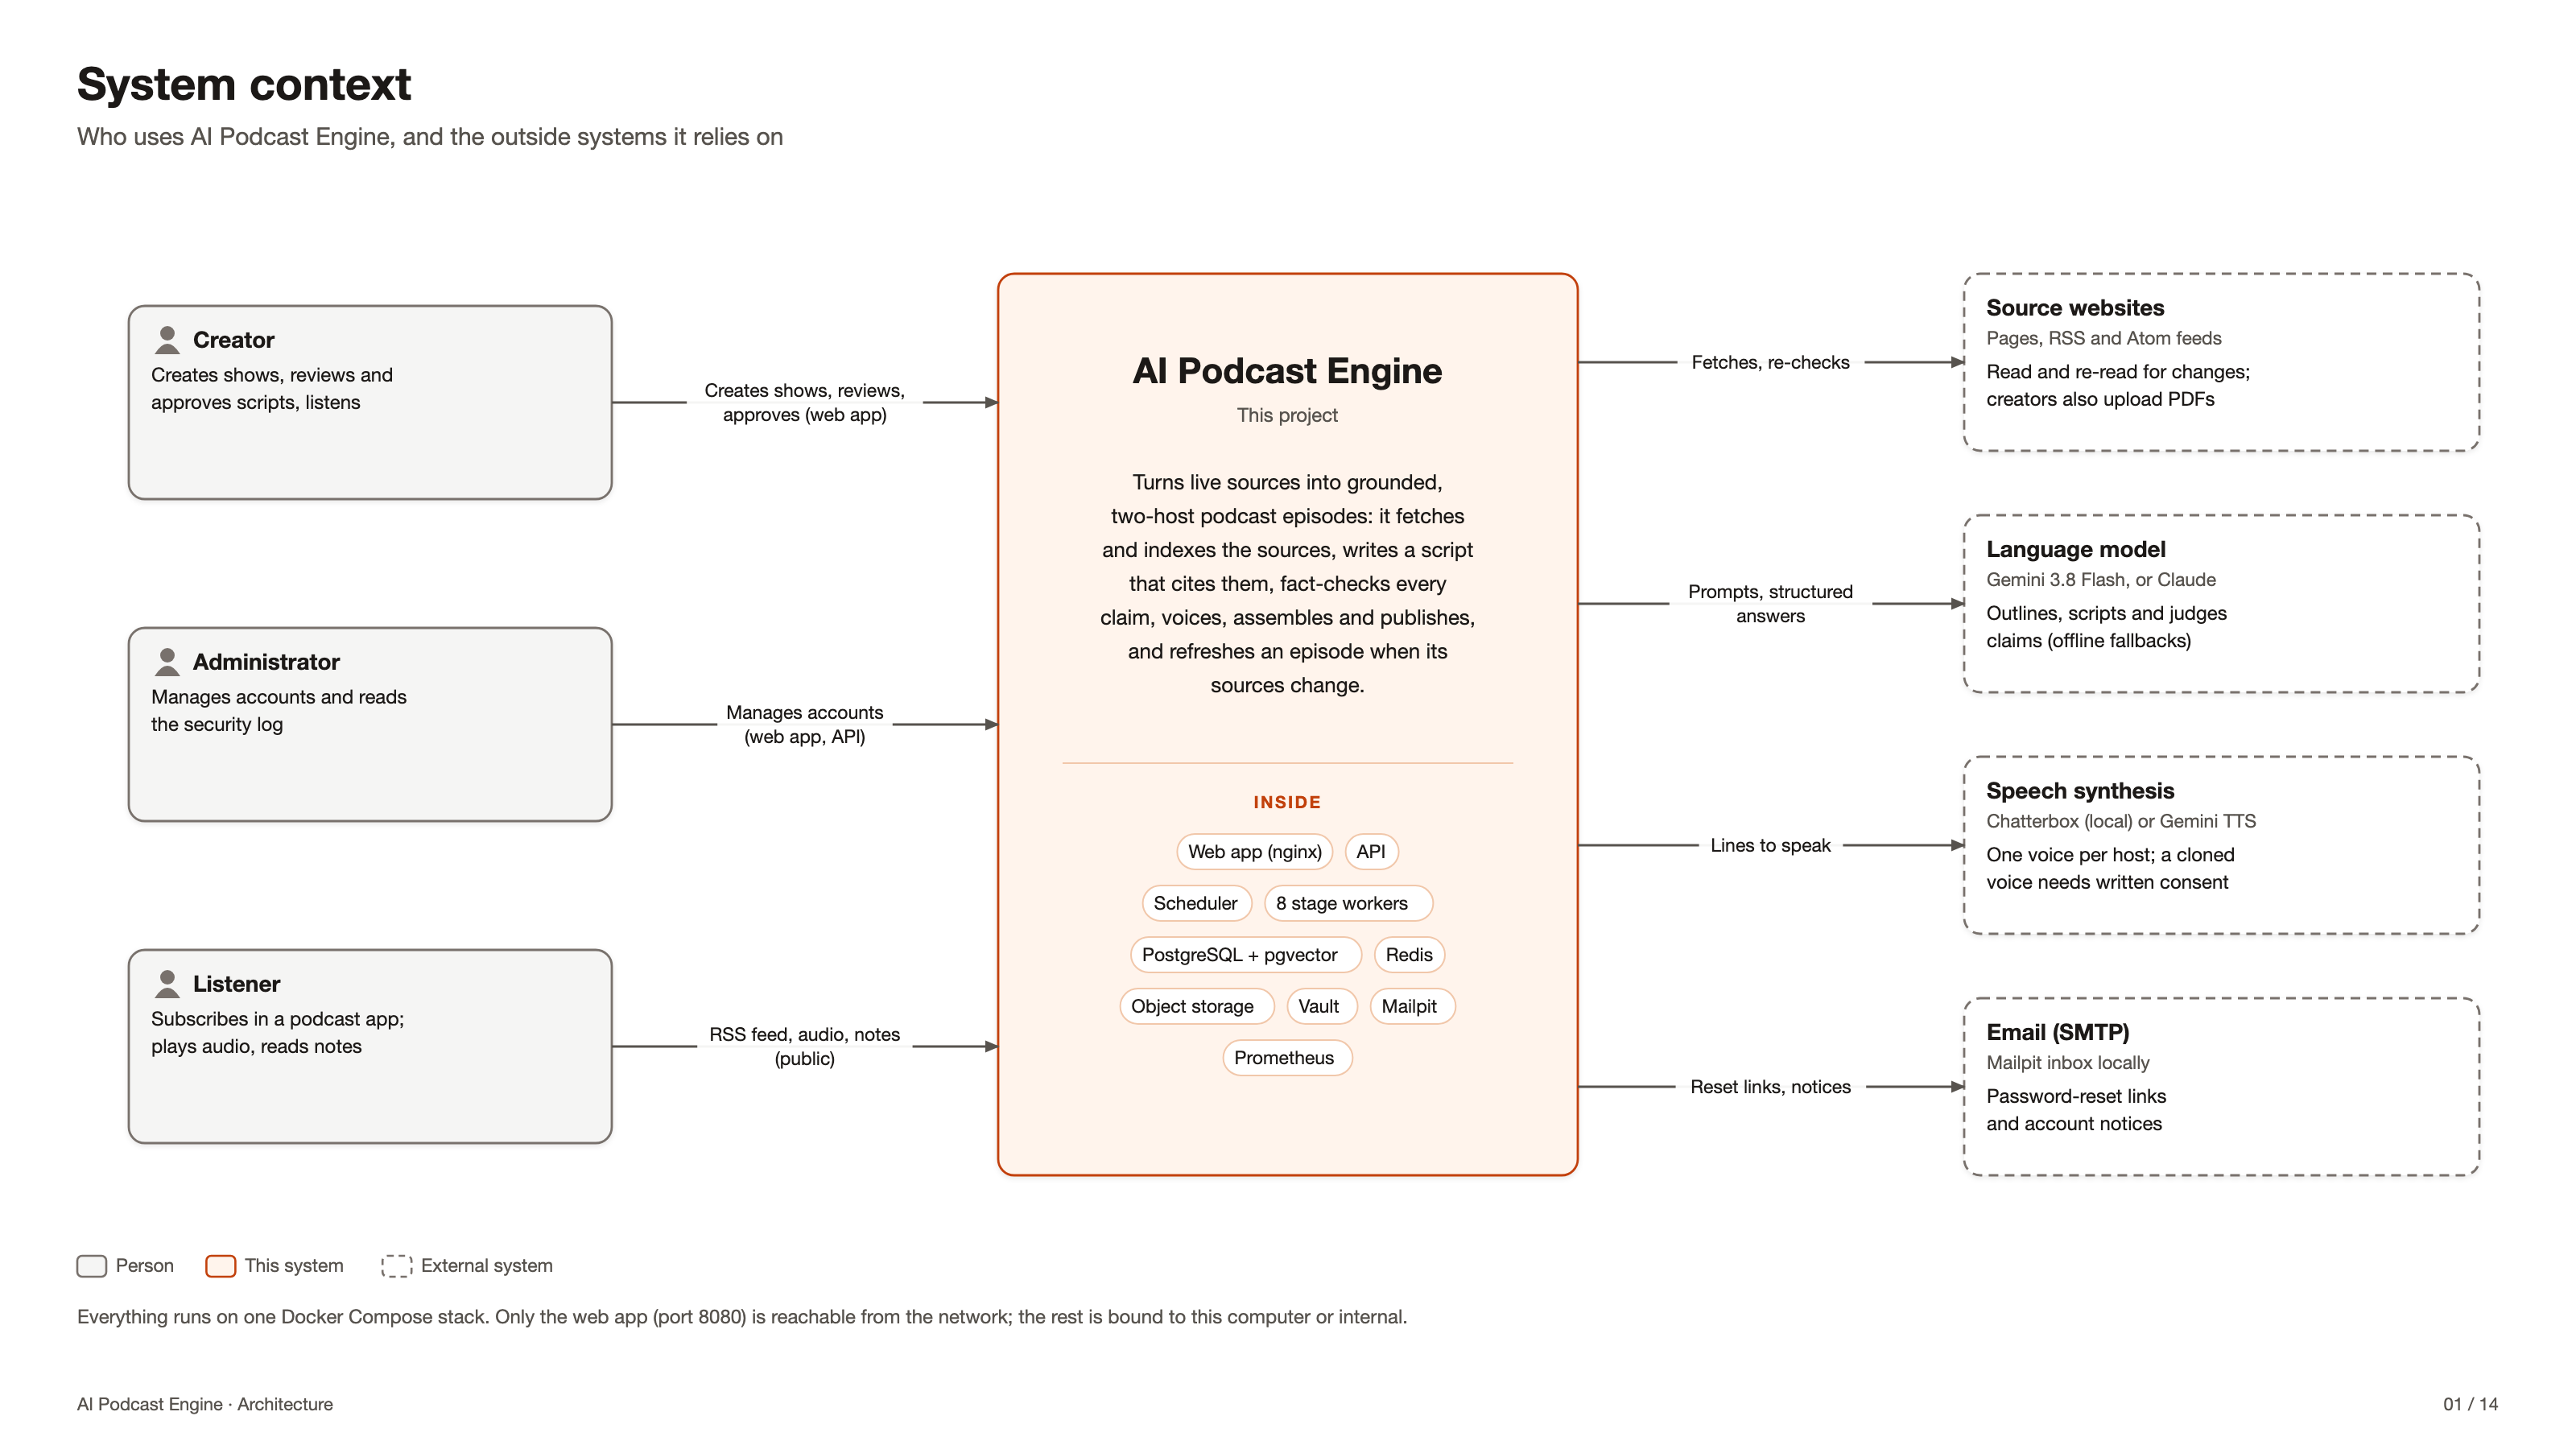 System context
Who uses AI Podcast Engine, and the outside systems it relies on
Creator
Creates shows, reviews and
approves scripts, listens
Creates shows, reviews,
approves (web app)
Administrator
Manages accounts and reads
the security log
Manages accounts
(web app, API)
Listener
Subscribes in a podcast app;
plays audio, reads notes
RSS feed, audio, notes
(public)
AI Podcast Engine
This project
Turns live sources into grounded,
two-host podcast episodes: it fetches
and indexes the sources, writes a script
that cites them, fact-checks every
claim, voices, assembles and publishes,
and refreshes an episode when its
sources change.
INSIDE
Web app (nginx) API
Scheduler 8 stage workers
PostgreSQL + pgvector Redis
Object storage Vault Mailpit
Prometheus
Fetches, re-checks
Source websites
Pages, RSS and Atom feeds
Read and re-read for changes;
creators also upload PDFs
Prompts, structured
answers
Language model
Gemini 3.8 Flash, or Claude
Outlines, scripts and judges
claims (offline fallbacks)
Lines to speak
Speech synthesis
Chatterbox (local) or Gemini TTS
One voice per host; a cloned
voice needs written consent
Reset links, notices
Email (SMTP)
Mailpit inbox locally
Password-reset links
and account notices
Person This system External system
Everything runs on one Docker Compose stack. Only the web app (port 8080) is reachable from the network; the rest is bound to this computer or internal.
AI Podcast Engine · Architecture
01 / 14